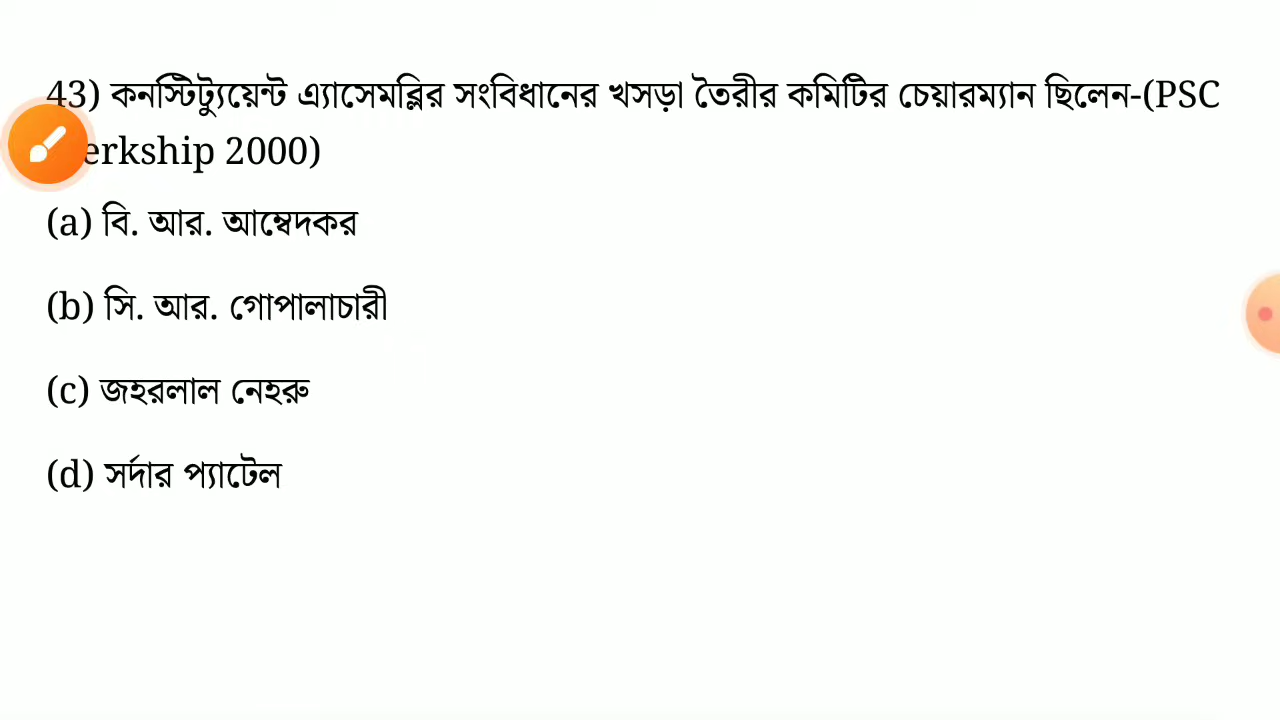 43) কনস্টিট্যুয়েন্ট এ্যাসেমব্লির সংবিধানের খসড়া তৈরীর কমিটির চেয়ারম্যান ছিলেন-(PSC
erkship 2000)
(a) বি. আর. আম্বেদকর
(b) সি. আর. গোপালাচারী
(c) জহরলাল নেহরু
(d) সর্দার প্যাটেল